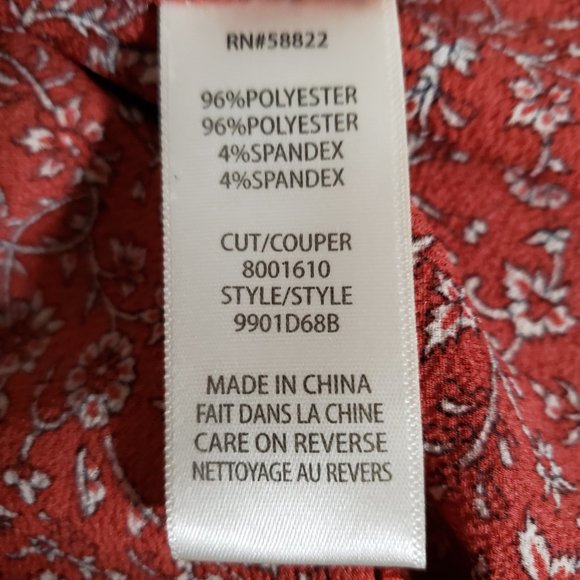 RN#58822
96%POLYESTER
96%POLYESTER
4%SPANDEX
4%SPANDEX
CUT/COUPER
8001610
STYLE/STYLE
9901D68B
MADE IN CHINA
FAIT DANS LA CHINE
CARE ON REVERSE
NETTOYAGE AU REVERS